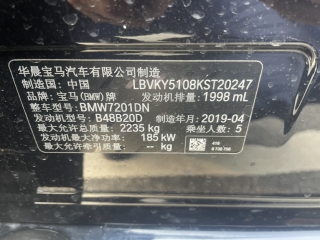 华晨宝马汽车有限公司制造
制造国：中国 LBVKY5108KST20247
品牌：宝马(BMW)牌 发动机排量：1998 mL
整车型号：BMW7201DN
发动机型号：B48B20D 制造年月：2019-04
最大允许总质量：2235 kg 乘坐人数：5
发动机最大净功率：185 kW
最大允许牵引质量：-- kg